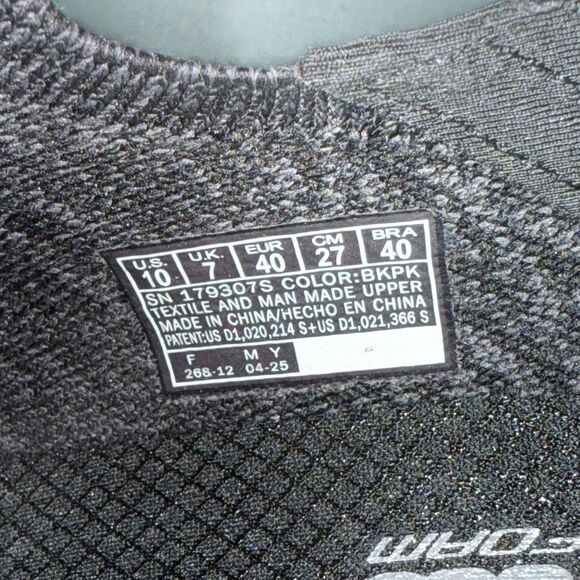 U.S. U.K. EUR CM BRA
10 7 40 27 40
SN 179307S COLOR:BKPK
TEXTILE AND MAN MADE UPPER
MADE IN CHINA/HECHO EN CHINA
PATENT:US D1,020,214 S+US D1,021,366 S
F M Y
268-12 04-25
S
FOAM